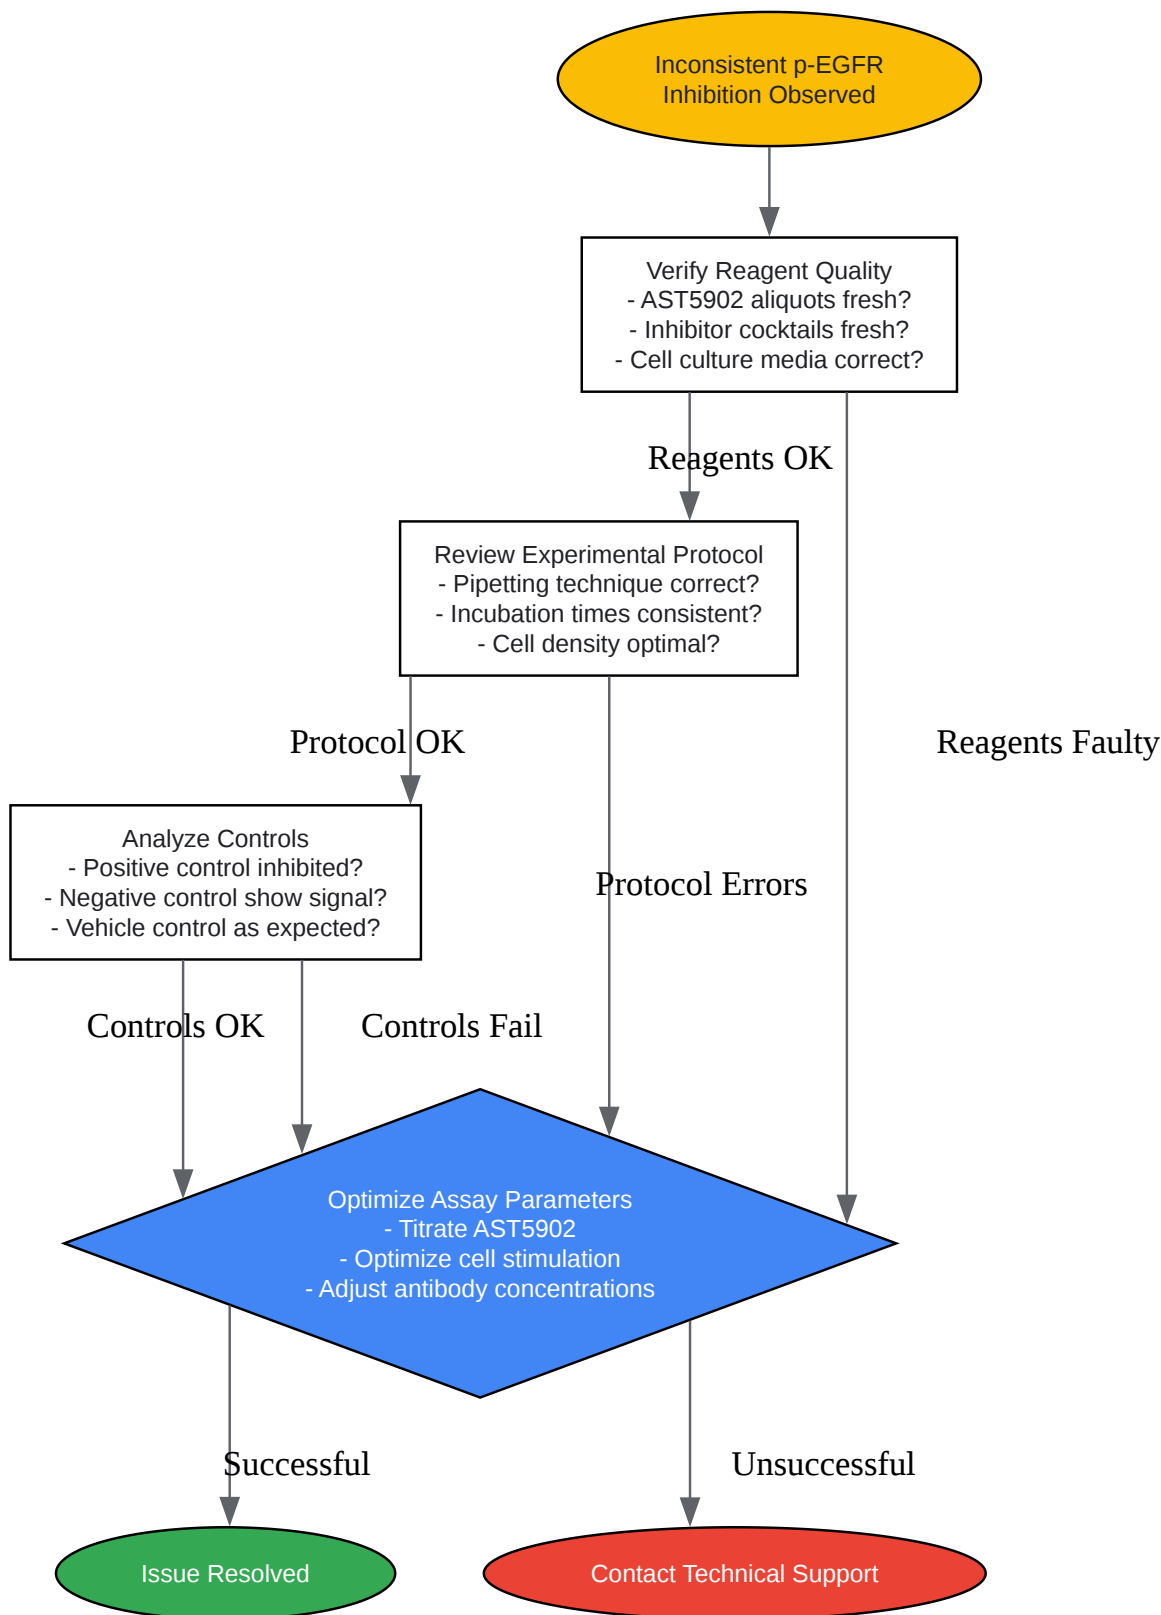 Inconsistent p-EGFR
Inhibition Observed
Verify Reagent Quality
- AST5902 aliquots fresh?
- Inhibitor cocktails fresh?
- Cell culture media correct?
Reagents OK
Review Experimental Protocol
- Pipetting technique correct?
- Incubation times consistent?
- Cell density optimal?
Protocol OK
Reagents Faulty
Analyze Controls
- Positive control inhibited?
- Negative control show signal?
- Vehicle control as expected?
Protocol Errors
Controls OK
Controls Fail
Optimize Assay Parameters
- Titrate AST5902
- Optimize cell stimulation
- Adjust antibody concentrations
Successful
Unsuccessful
Issue Resolved
Contact Technical Support